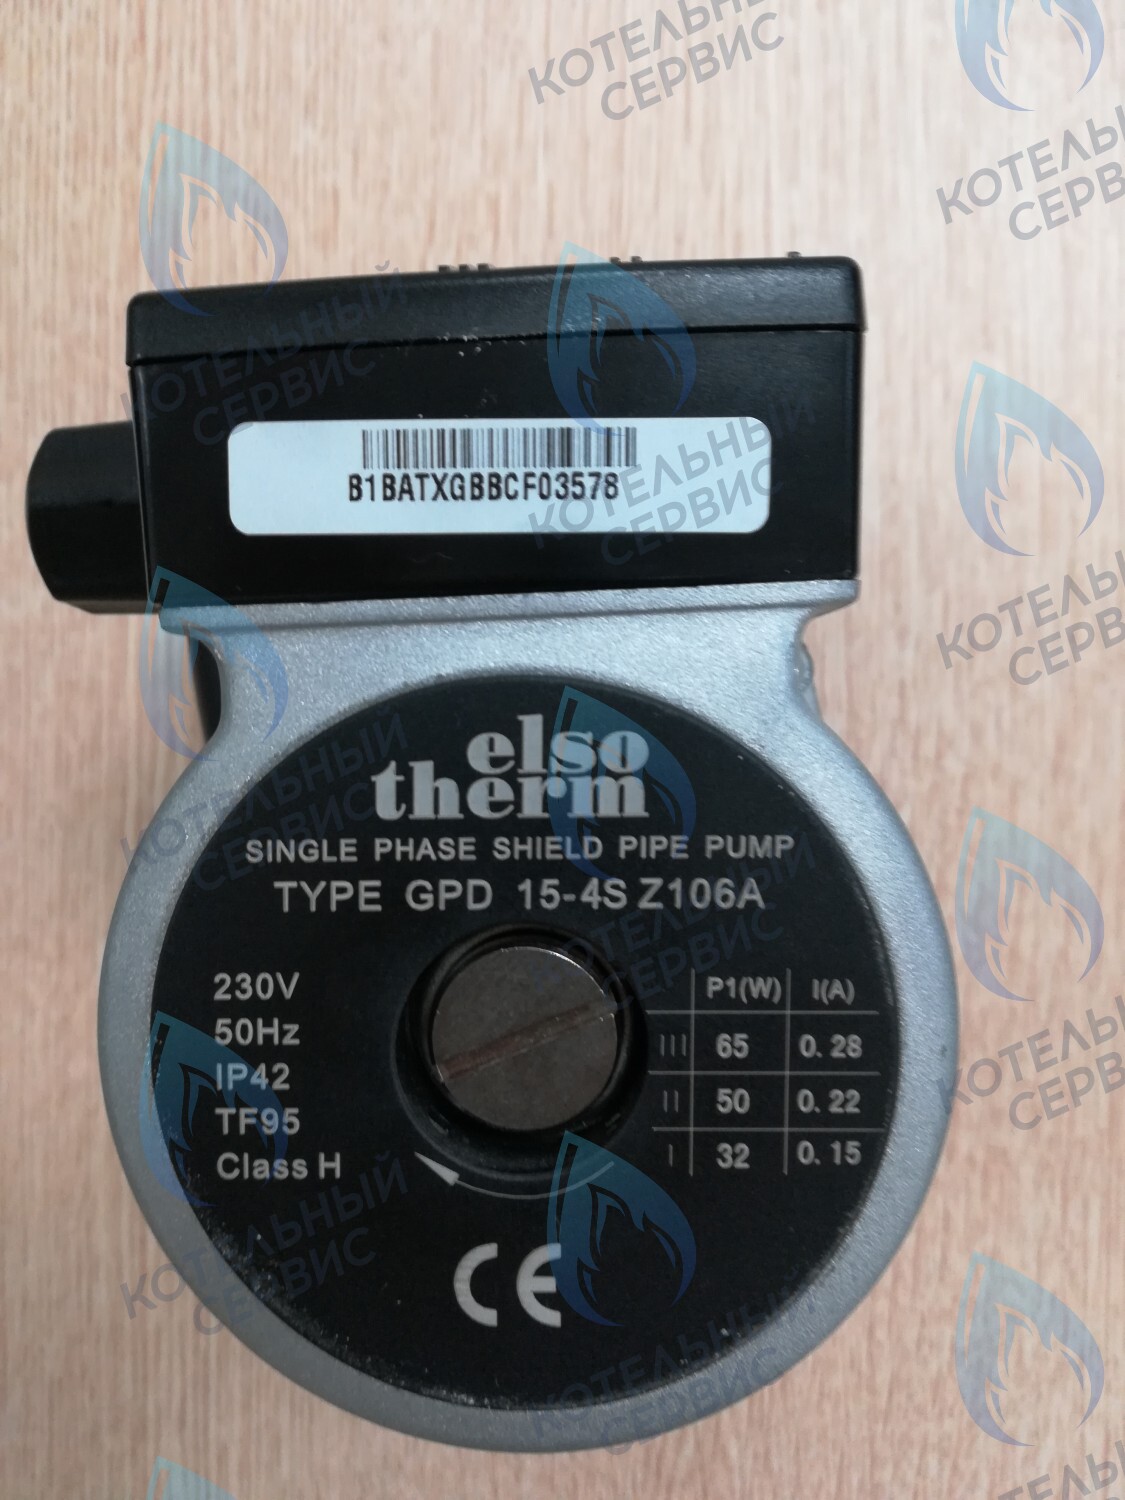 КОТЕЛЬНЫЙ
СЕРВИС
B1BATXGBBCF03578
elso
therm
SINGLE PHASE SHIELD PIPE PUMP
TYPE GPD 15-4S Z106A
230V
50Hz
IP42
TF95
Class H
P1(W) I(A)
III 65 0.28
II 50 0.22
I 32 0.15
CE